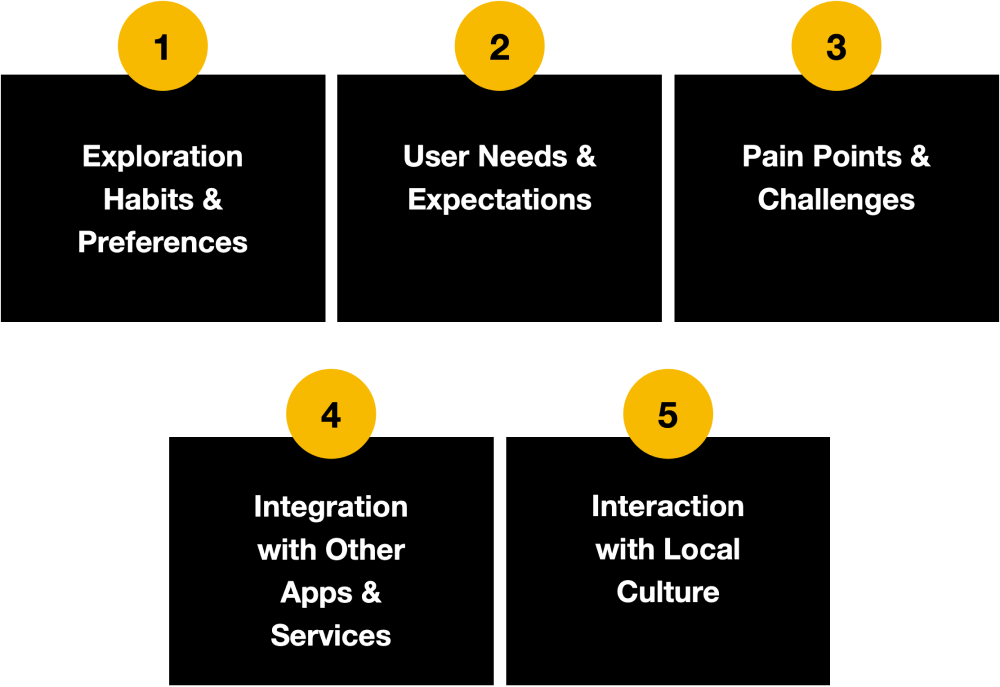 1
Exploration
Habits &
Preferences
2
User Needs &
Expectations
3
Pain Points &
Challenges
4
Integration
with Other
Apps &
Services
5
Interaction
with Local
Culture